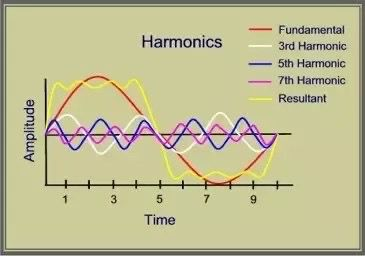 Harmonics
Fundamental
3rd Harmonic
5th Harmonic
7th Harmonic
Resultant
Amplitude
1 3 5 7 9
Time